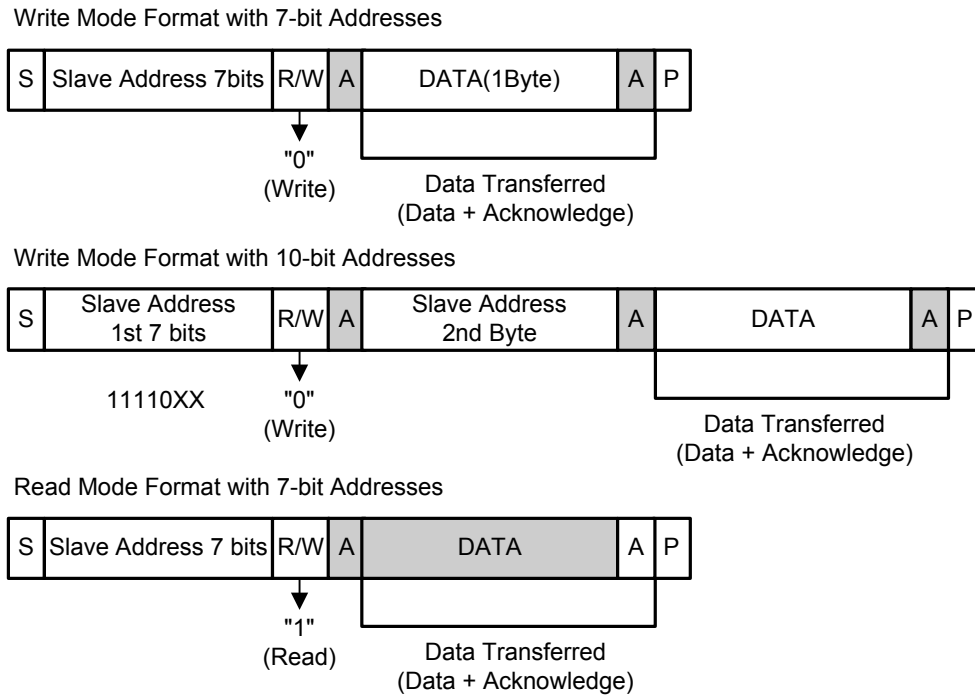 Write Mode Format with 7-bit Addresses
S Slave Address 7bits R/W A DATA(1Byte) A P
"0"
(Write)
Data Transferred
(Data + Acknowledge)
Write Mode Format with 10-bit Addresses
S Slave Address 1st 7 bits R/W A Slave Address 2nd Byte A DATA A P
11110XX
"0"
(Write)
Data Transferred
(Data + Acknowledge)
Read Mode Format with 7-bit Addresses
S Slave Address 7 bits R/W A DATA A P
"1"
(Read)
Data Transferred
(Data + Acknowledge)